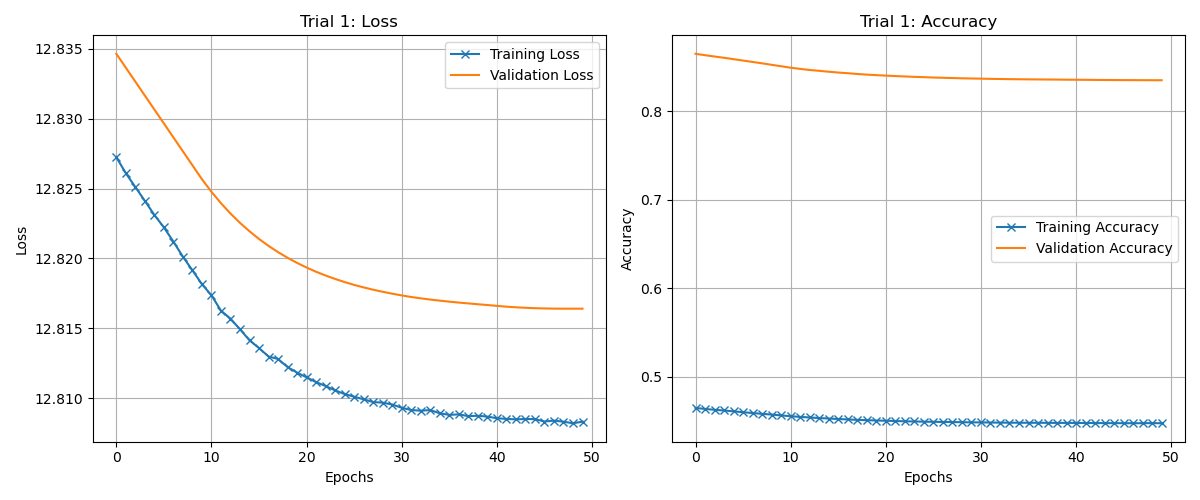 Trial 1: Loss
12.835
12.830
12.825
12.820
12.815
12.810
Loss
Training Loss
Validation Loss
0
10
20
30
40
50
Epochs
Trial 1: Accuracy
0.8
0.7
0.6
0.5
Accuracy
Training Accuracy
Validation Accuracy
0
10
20
30
40
50
Epochs